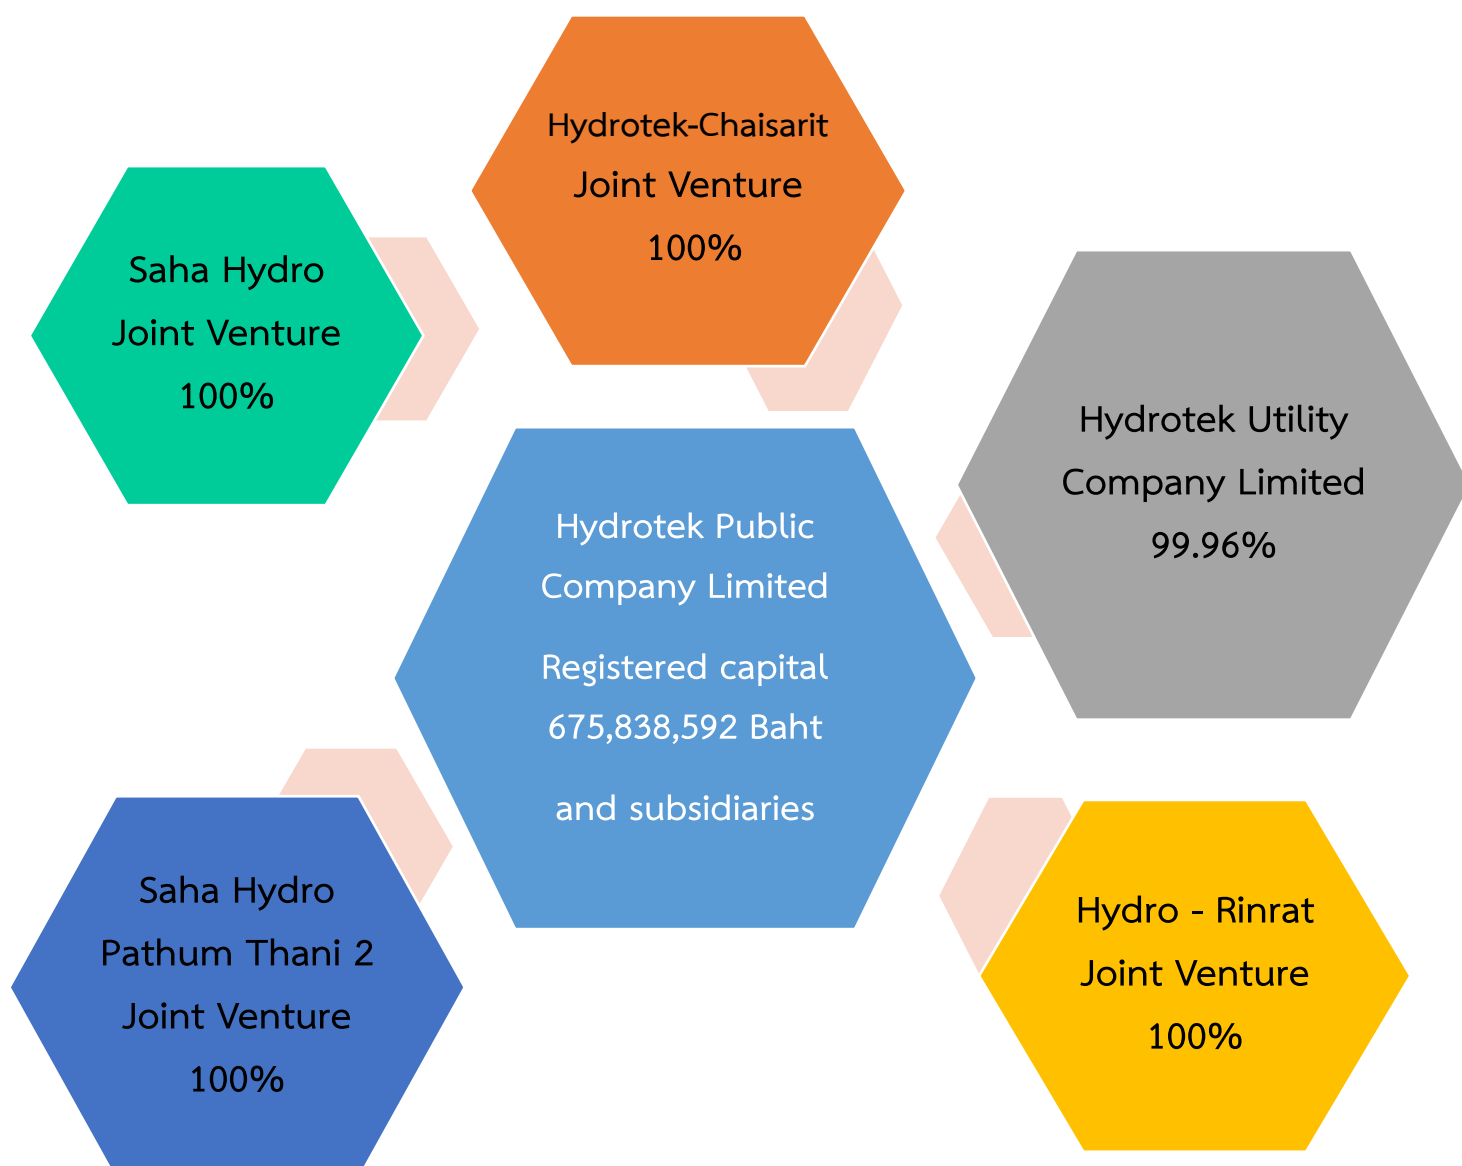 Hydrotek-Chaisarit
Joint Venture
100%
Saha Hydro
Joint Venture
100%
Hydrotek Utility
Company Limited
99.96%
Hydrotek Public
Company Limited
Registered capital
675,838,592 Baht
and subsidiaries
Saha Hydro
Pathum Thani 2
Joint Venture
100%
Hydro - Rinrat
Joint Venture
100%